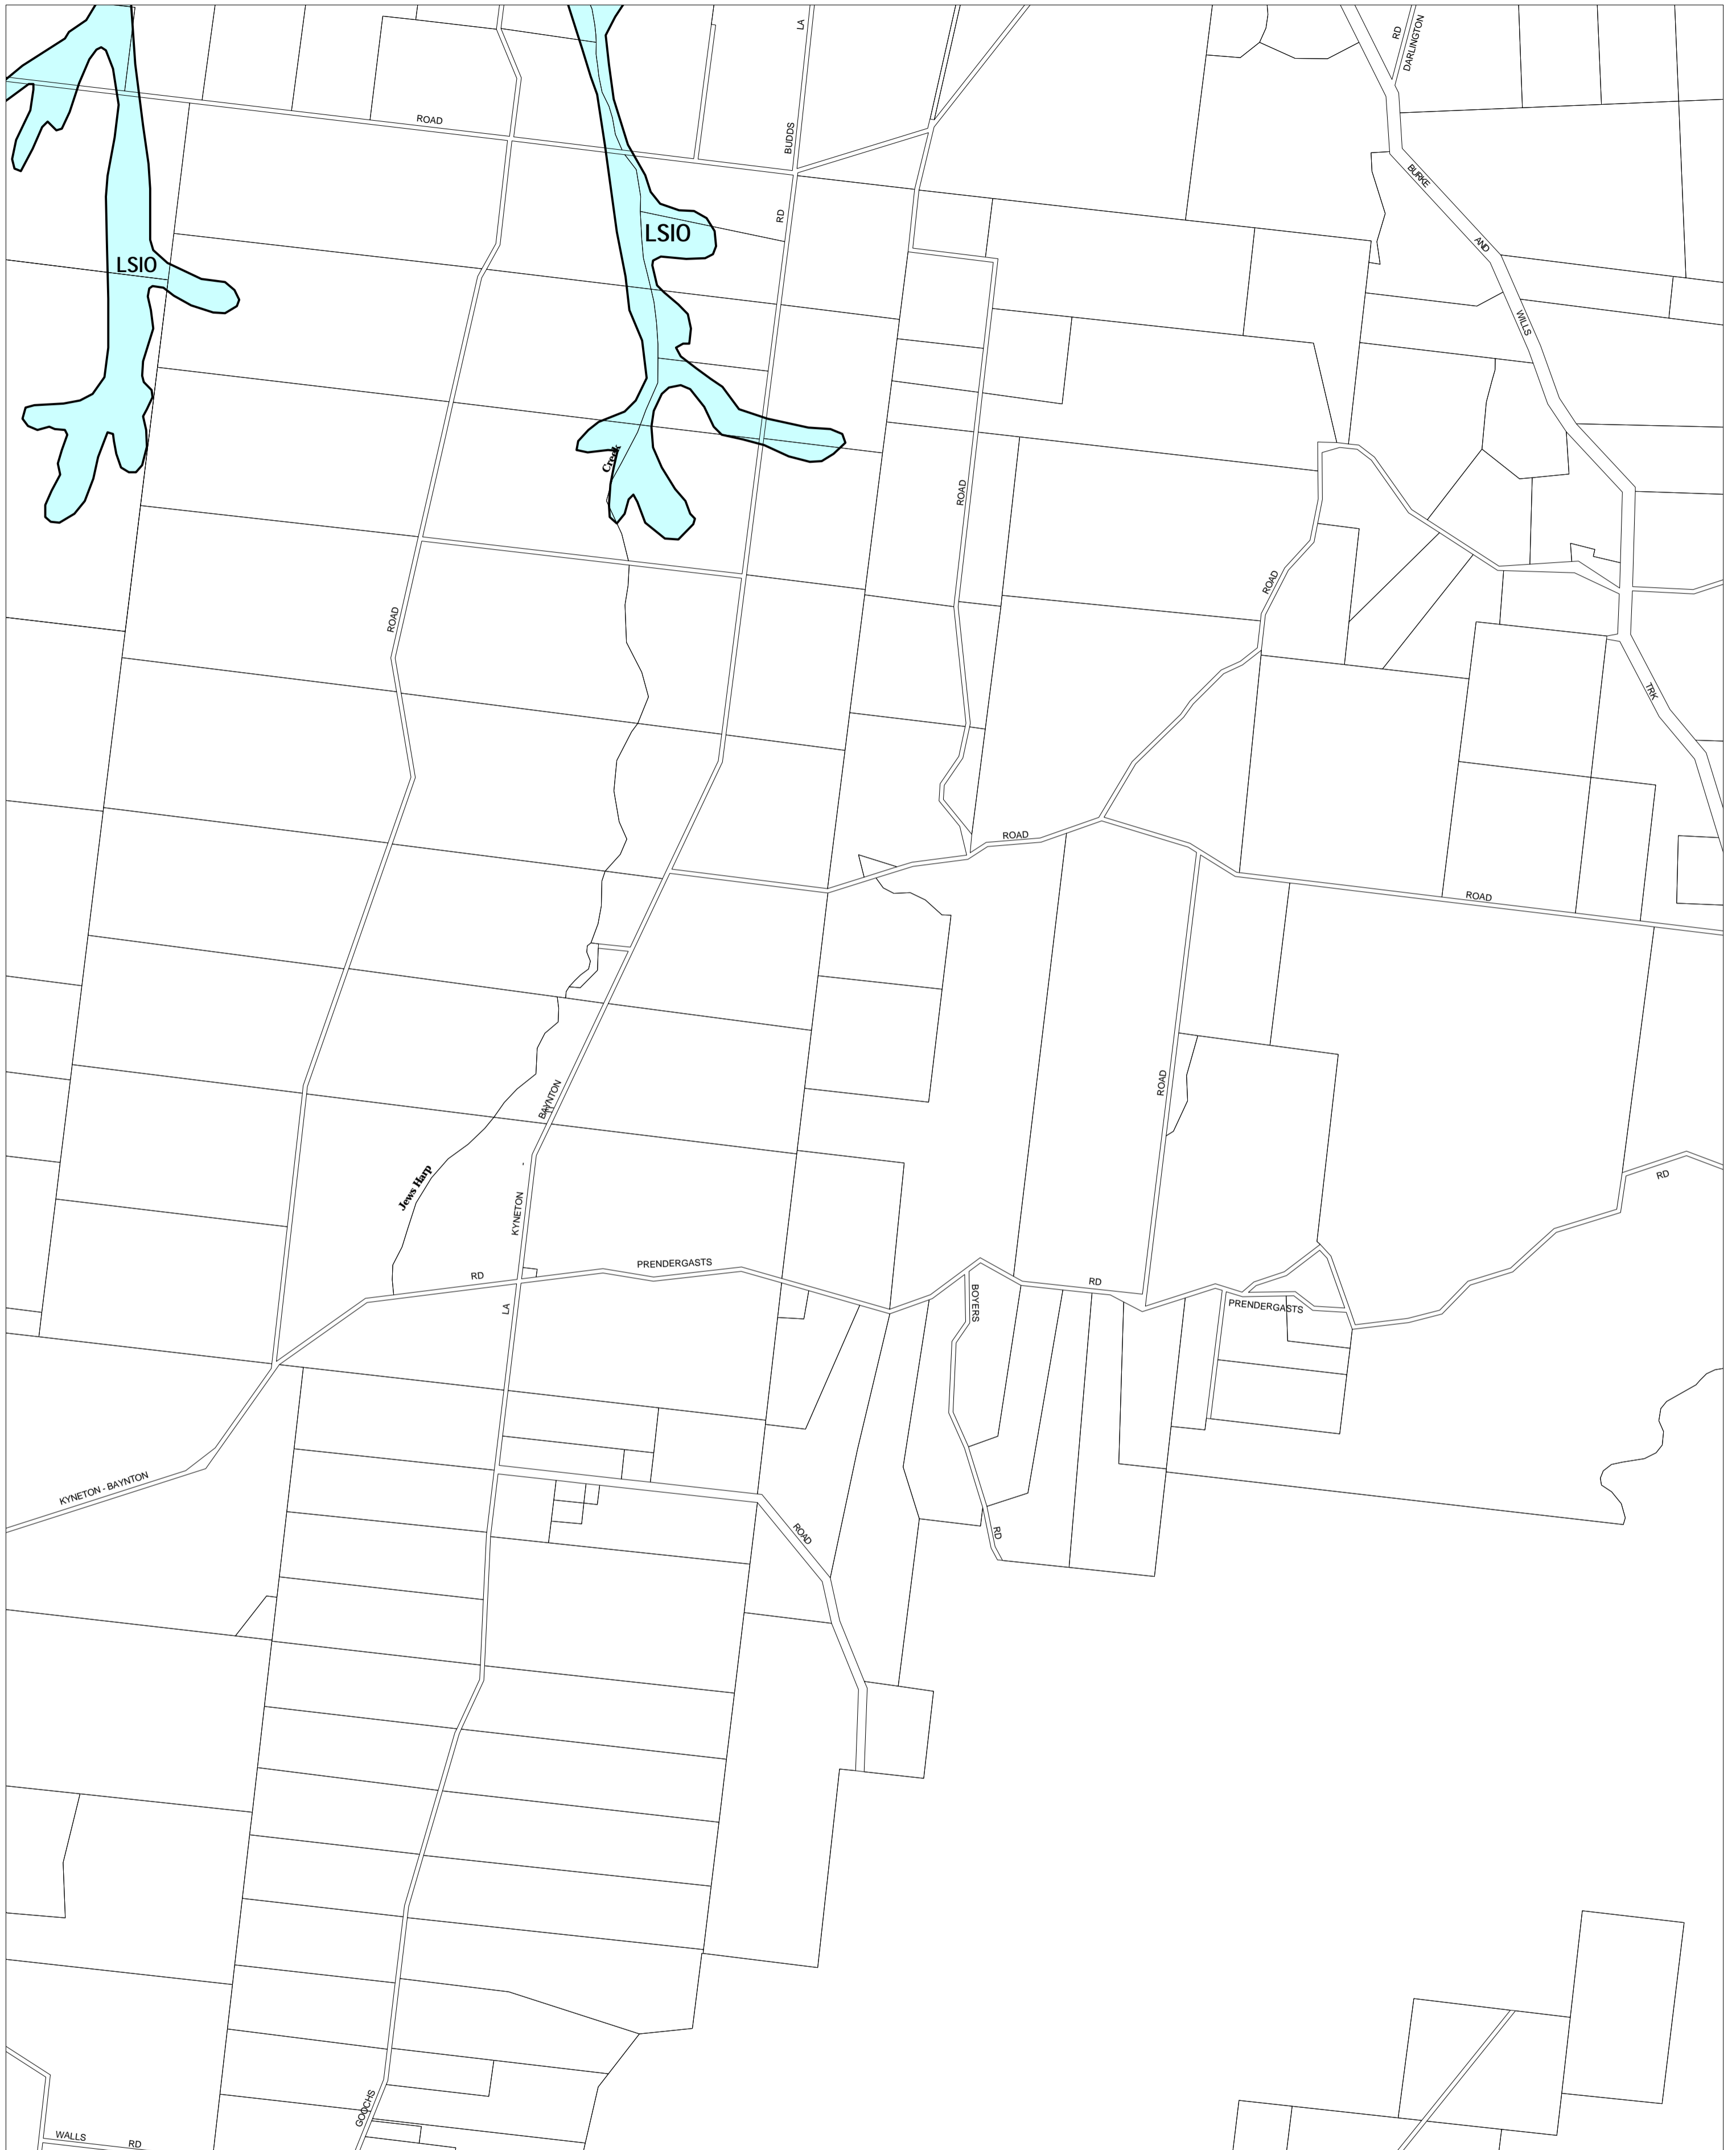 LA
RD
DARLINGTON
ROAD
BUDDS
BURKE
RD
LSIO
AND
LSIO
WILLS
Creek
ROAD
ROAD
ROAD
TRK
ROAD
ROAD
ROAD
BAYNTON
Jews Harp
RD
KYNETON
PRENDERGASTS
RD
RD
BOYERS
LA
PRENDERGASTS
KYNETON - BAYNTON
ROAD
RD
GOOCHS
WALLS
RD